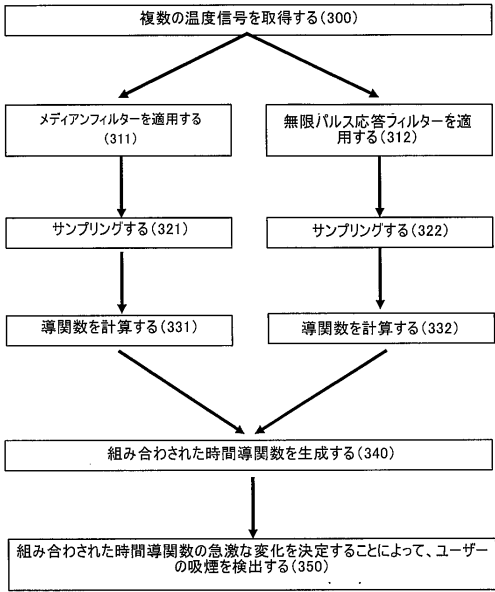 複数の温度信号を取得する(300)
メディアンフィルターを適用する
(311)
無限パルス応答フィルターを適
用する(312)
サンプリングする(321)
サンプリングする(322)
導関数を計算する(331)
導関数を計算する(332)
組み合わされた時間導関数を生成する(340)
組み合わされた時間導関数の急激な変化を決定することによって、ユーザー
の吸煙を検出する(350)